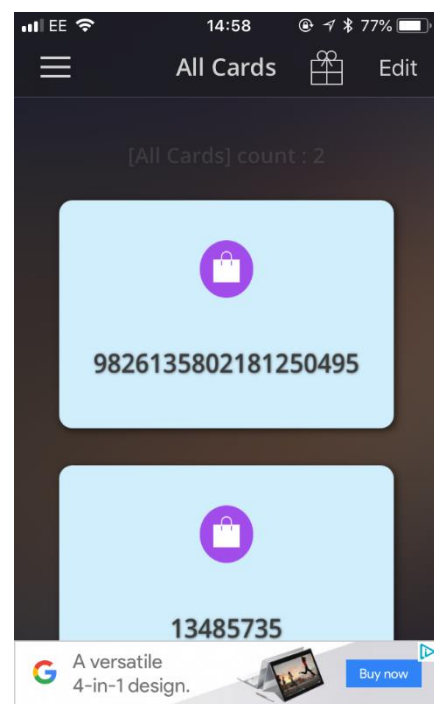 EE 14:58 77%
All Cards Edit
[All Cards] count : 2
9826135802181250495
13485735
A versatile
4-in-1 design.
Buy now